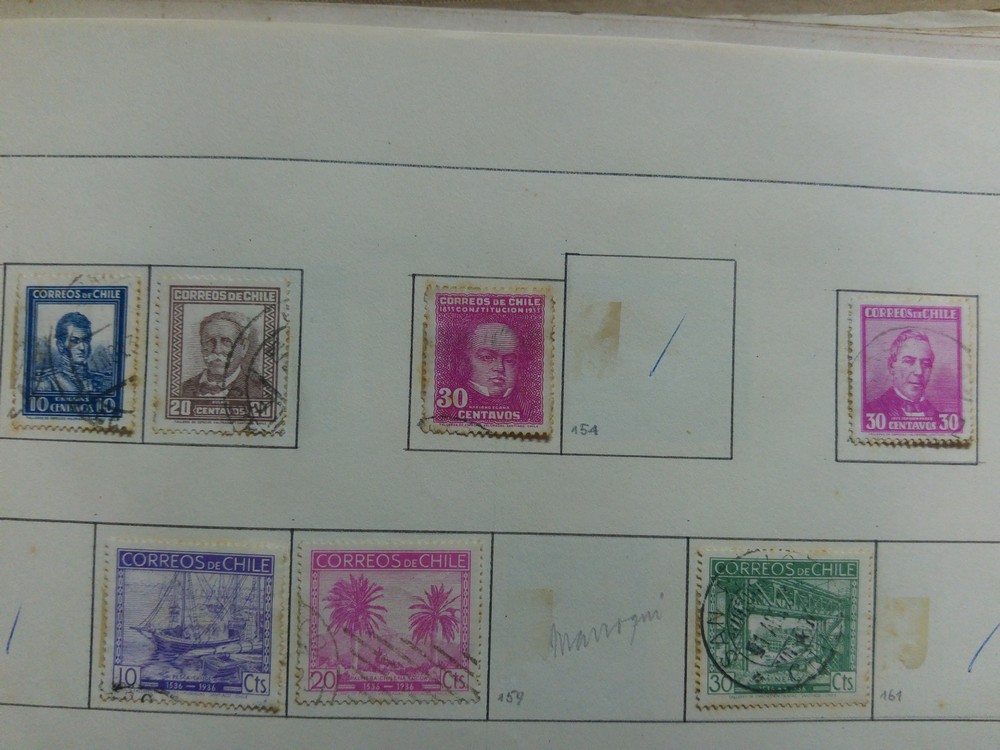 CORREOS DE CHILE
10 CENTAVOS 10
CORREOS DE CHILE
20 CENTAVOS
CORREOS DE CHILE
1833 CONSTITUCION 1933
30
CENTAVOS
154
CORREOS DE CHILE
30 CENTAVOS 30
CORREOS DE CHILE
10 Cts
1536 - 1936
CORREOS DE CHILE
20 Cts
1536 - 1936
159
CORREOS DE CHILE
30 Cts
161